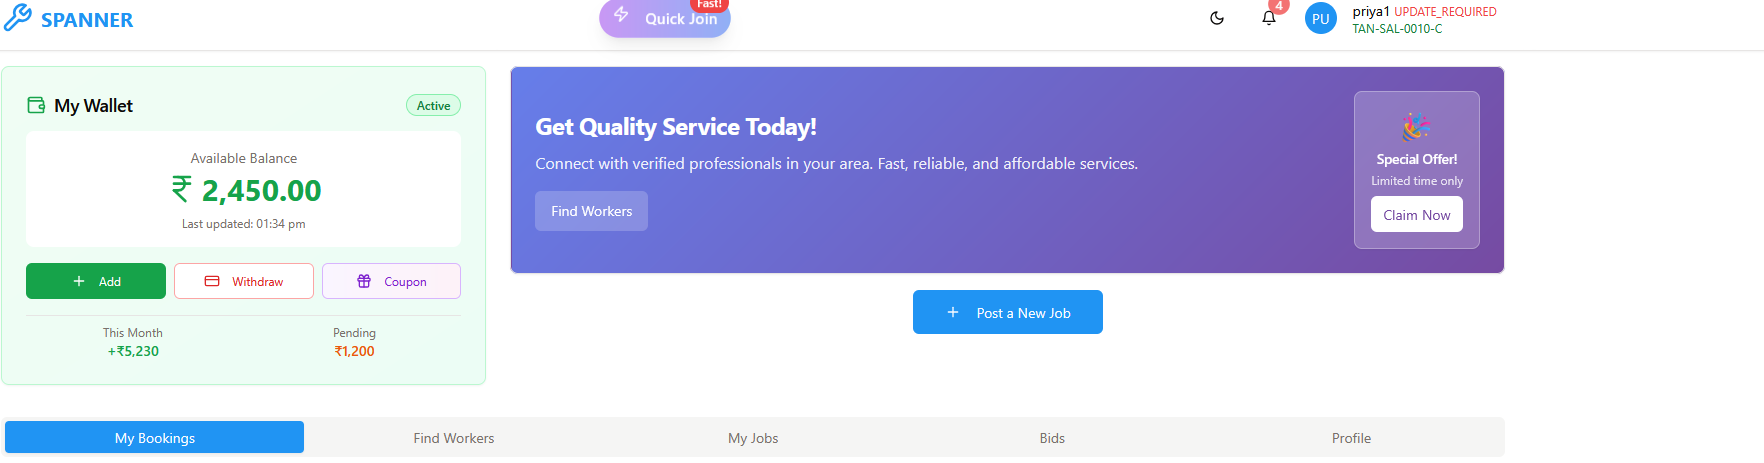 SPANNER
Quick Join
Fast!
4
PU
priya1 UPDATE_REQUIRED
TAN-SAL-0010-C
My Wallet
Active
Available Balance
₹ 2,450.00
Last updated: 01:34 pm
Add
Withdraw
Coupon
This Month
Pending
+₹5,230
₹1,200
Get Quality Service Today!
Connect with verified professionals in your area. Fast, reliable, and affordable services.
Find Workers
Special Offer!
Limited time only
Claim Now
Post a New Job
My Bookings
Find Workers
My Jobs
Bids
Profile